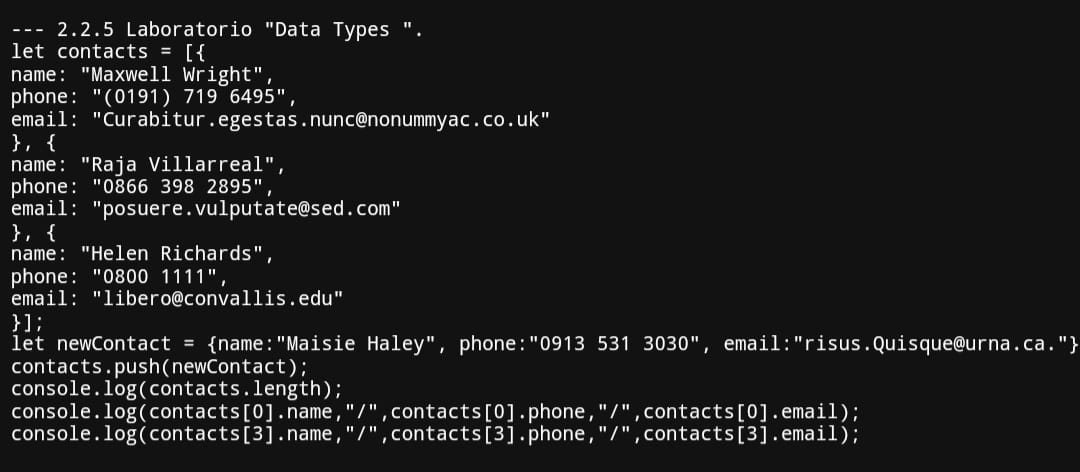 --- 2.2.5 Laboratorio "Data Types ".
let contacts = [{
name: "Maxwell Wright",
phone: "(0191) 719 6495",
email: "Curabitur.egestas.nunc@nonummyac.co.uk"
}, {
name: "Raja Villarreal",
phone: "0866 398 2895",
email: "posuere.vulputate@sed.com"
}, {
name: "Helen Richards",
phone: "0800 1111",
email: "libero@convallis.edu"
}];
let newContact = {name:"Maisie Haley", phone:"0913 531 3030", email:"risus.Quisque@urna.ca."}
contacts.push(newContact);
console.log(contacts.length);
console.log(contacts[0].name,"/",contacts[0].phone,"/",contacts[0].email);
console.log(contacts[3].name,"/",contacts[3].phone,"/",contacts[3].email);